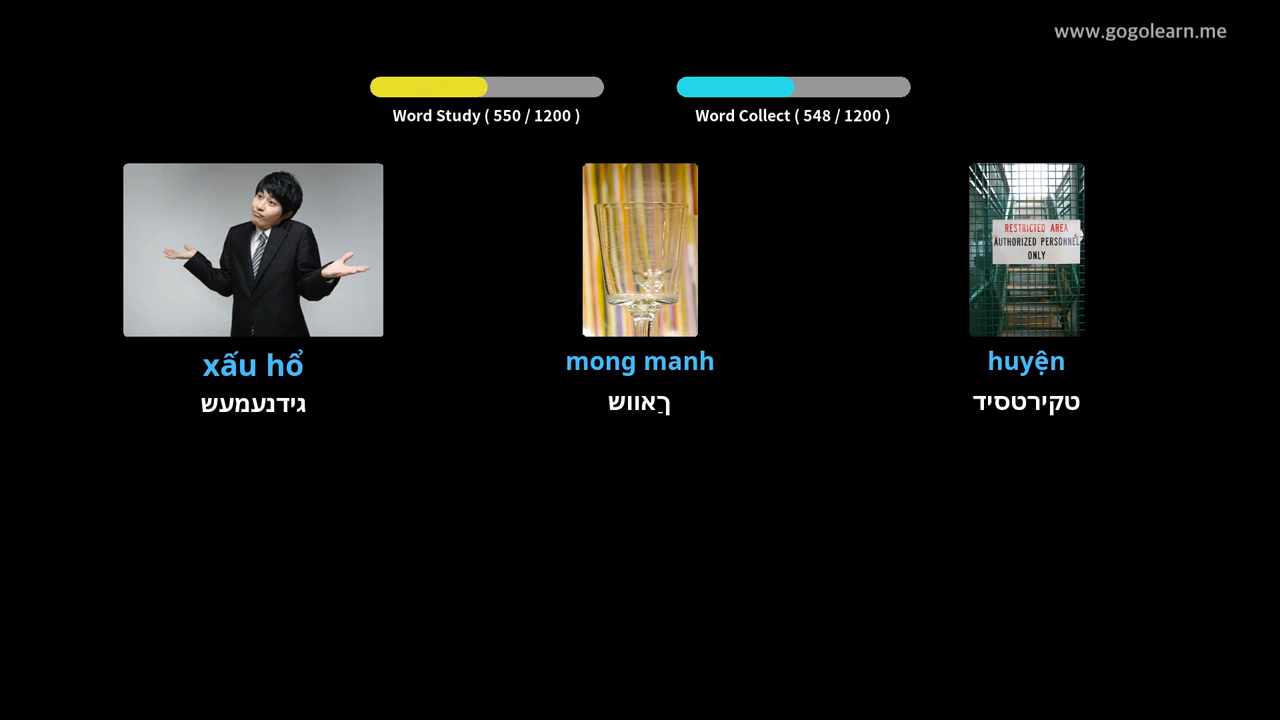 www.gogolearn.me
Word Study ( 550 / 1200 )
Word Collect ( 548 / 1200 )
RESTRICTED AREA
AUTHORIZED PERSONNEL
ONLY
xấu hổ
גידנעמעש
mong manh
ךַאווש
huyện
טקירטסיד